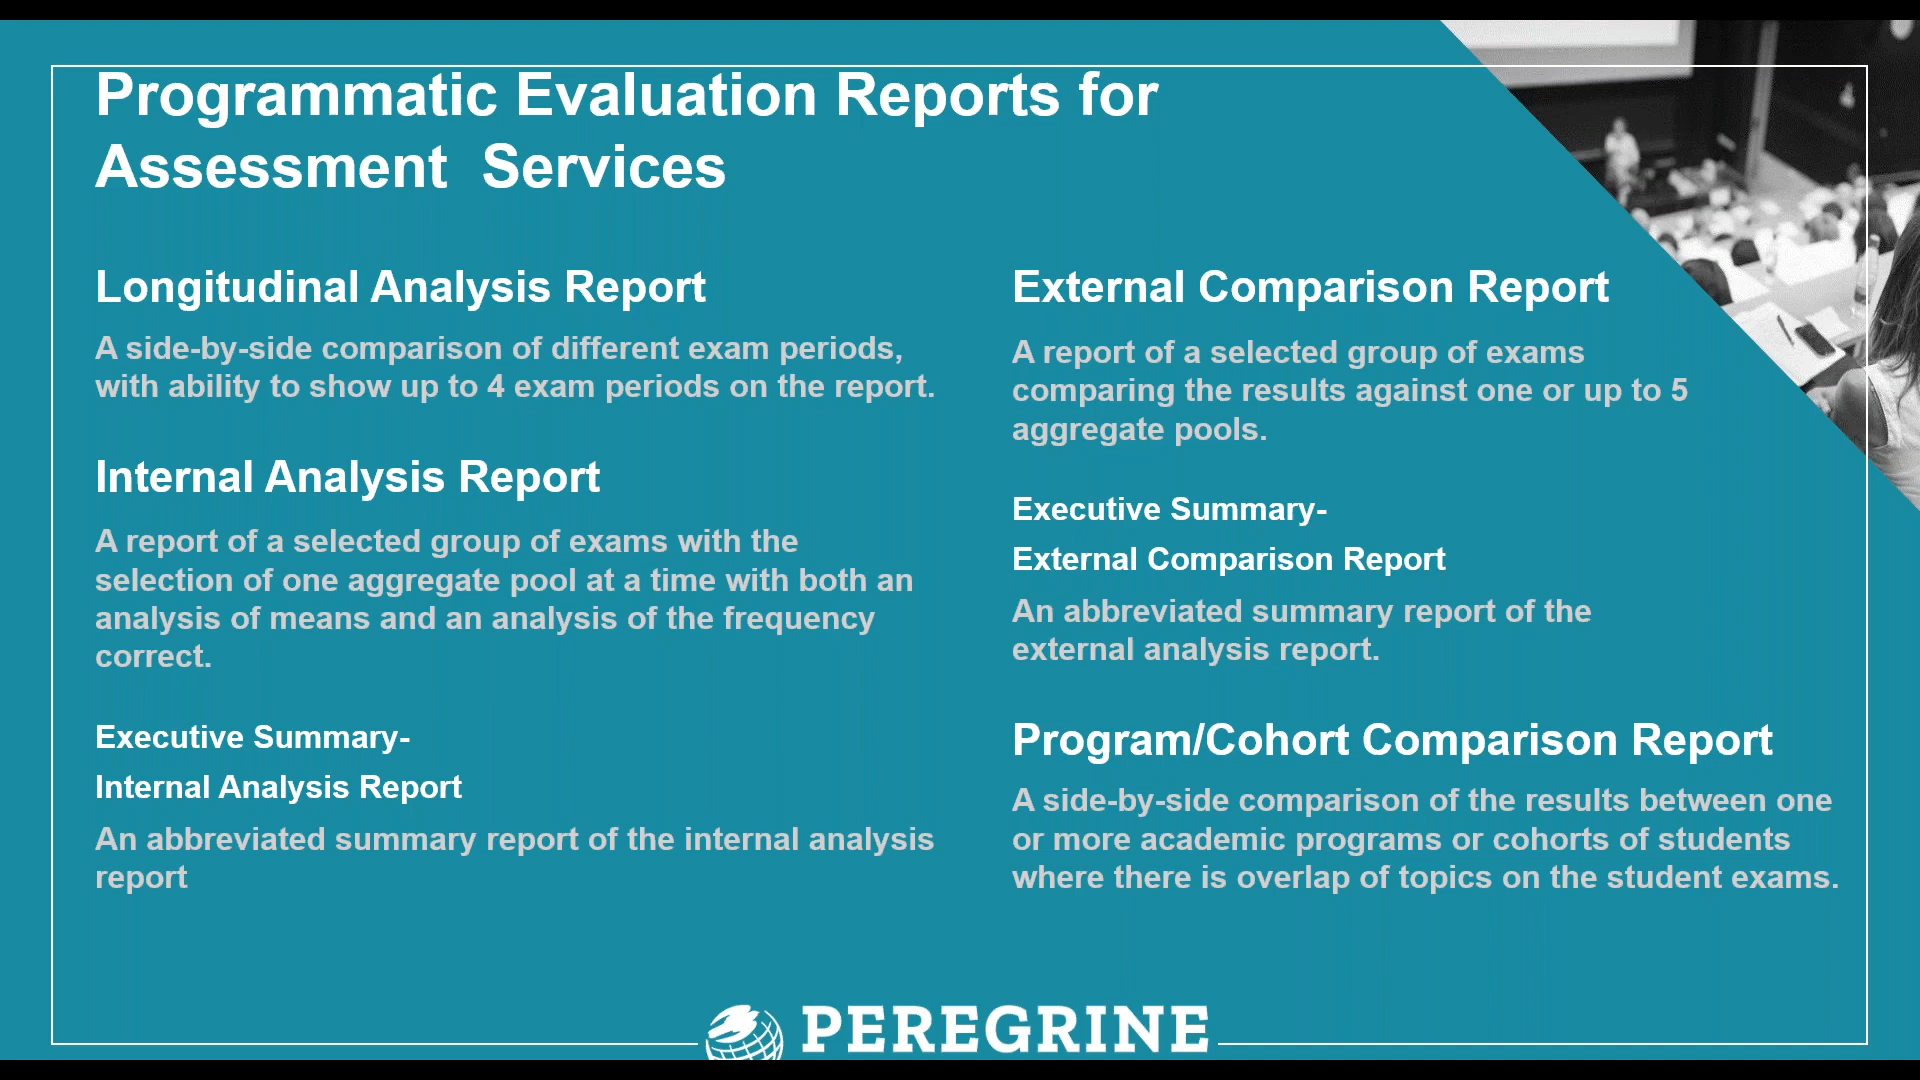 Programmatic Evaluation Reports for
Assessment  Services
Longitudinal Analysis Report
A side-by-side comparison of different exam periods,
with ability to show up to 4 exam periods on the report.
Internal Analysis Report
A report of a selected group of exams with the
selection of one aggregate pool at a time with both an
analysis of means and an analysis of the frequency
correct.
Executive Summary-
Internal Analysis Report
An abbreviated summary report of the internal analysis
report
External Comparison Report
A report of a selected group of exams
comparing the results against one or up to 5
aggregate pools.
Executive Summary-
External Comparison Report
An abbreviated summary report of the
external analysis report.
Program/Cohort Comparison Report
A side-by-side comparison of the results between one
or more academic programs or cohorts of students
where there is overlap of topics on the student exams.
PEREGRINE